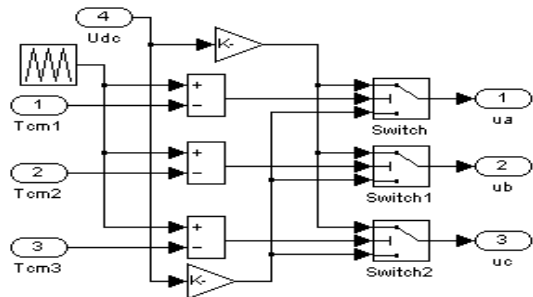 4
Udc
K-
1
Tcm1
+
−
Switch
1
ua
2
Tcm2
+
−
Switch1
2
ub
3
Tcm3
+
−
Switch2
3
uc
K-